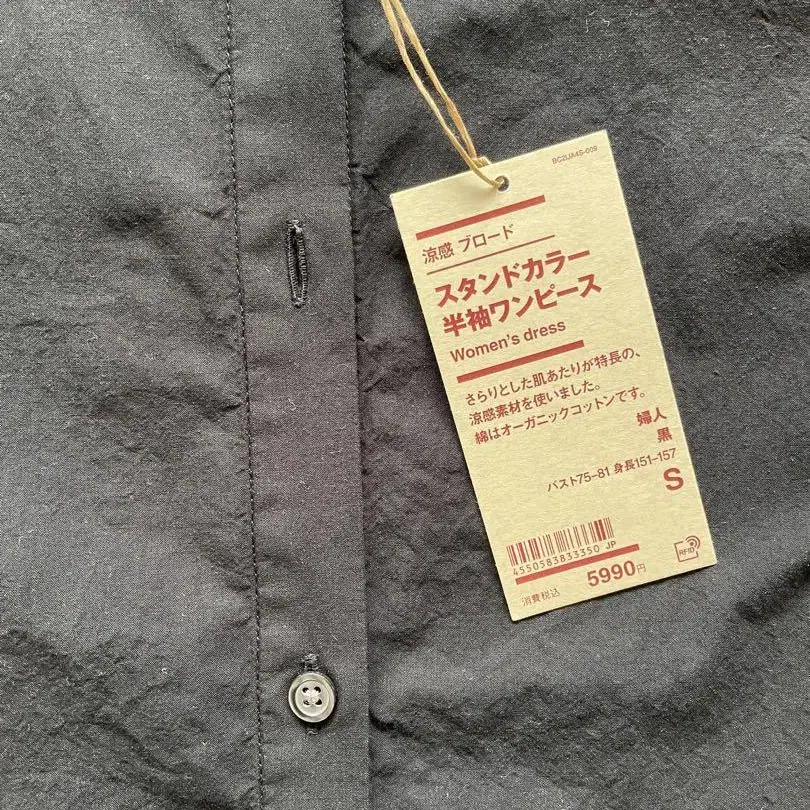 BC2UA4S-009
涼感 ブロード
スタンドカラー
半袖ワンピース
Women's dress
さらりとした肌あたりが特長の、
涼感素材を使いました。
綿はオーガニックコットンです。
婦人
黒
バスト75–81 身長151–157
S
4550583833350 JP
RFID
5990円
消費税込